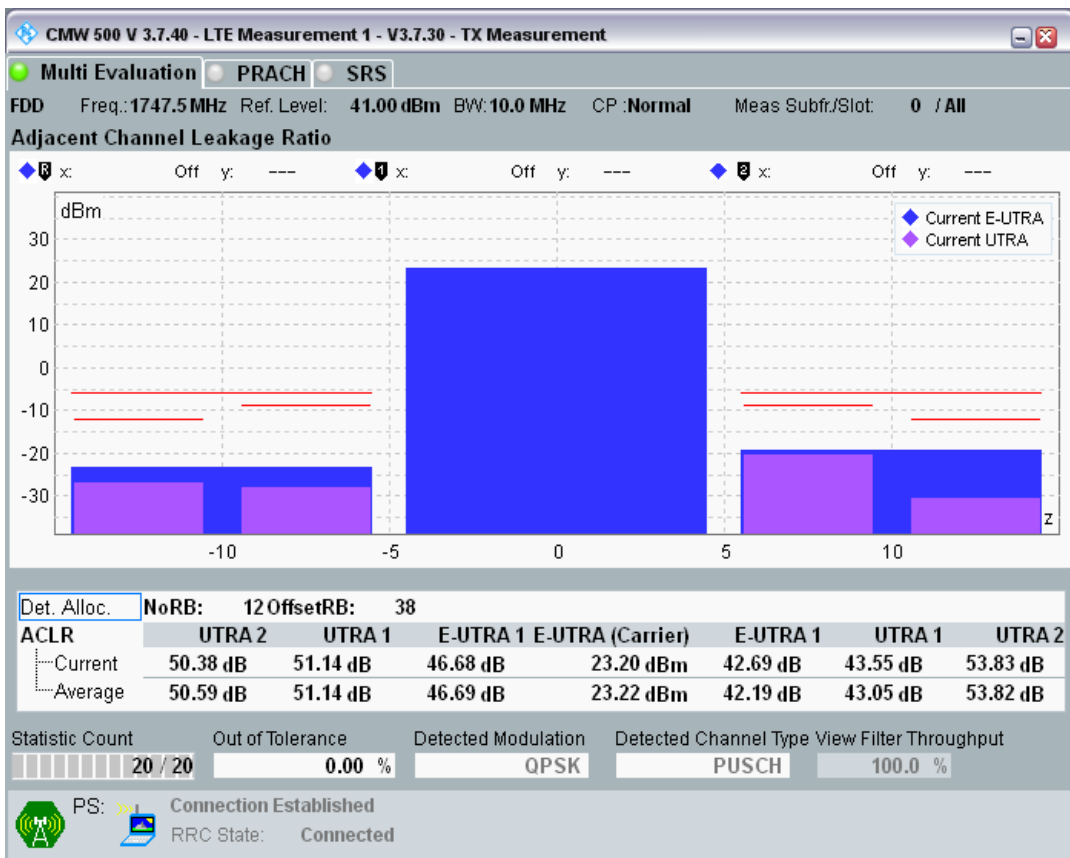 CMW 500 V 3.7.40 - LTE Measurement 1 - V3.7.30 - TX Measurement
Multi Evaluation PRACH SRS
FDD Freq.: 1747.5 MHz Ref. Level: 41.00 dBm BW: 10.0 MHz CP :Normal Meas Subfr./Slot: 0 / All
Adjacent Channel Leakage Ratio
R x: Off y: --- 1 x: Off y: --- 2 x: Off y: ---
dBm
Current E-UTRA
Current UTRA
30
20
10
0
-10
-20
-30
z
-10 -5 0 5 10
Det. Alloc. NoRB: 12 OffsetRB: 38
ACLR UTRA 2 UTRA 1 E-UTRA 1 E-UTRA (Carrier) E-UTRA 1 UTRA 1 UTRA 2
Current 50.38 dB 51.14 dB 46.68 dB 23.20 dBm 42.69 dB 43.55 dB 53.83 dB
Average 50.59 dB 51.14 dB 46.69 dB 23.22 dBm 42.19 dB 43.05 dB 53.82 dB
Statistic Count Out of Tolerance Detected Modulation Detected Channel Type View Filter Throughput
20 / 20 0.00 % QPSK PUSCH 100.0 %
PS: Connection Established
RRC State: Connected